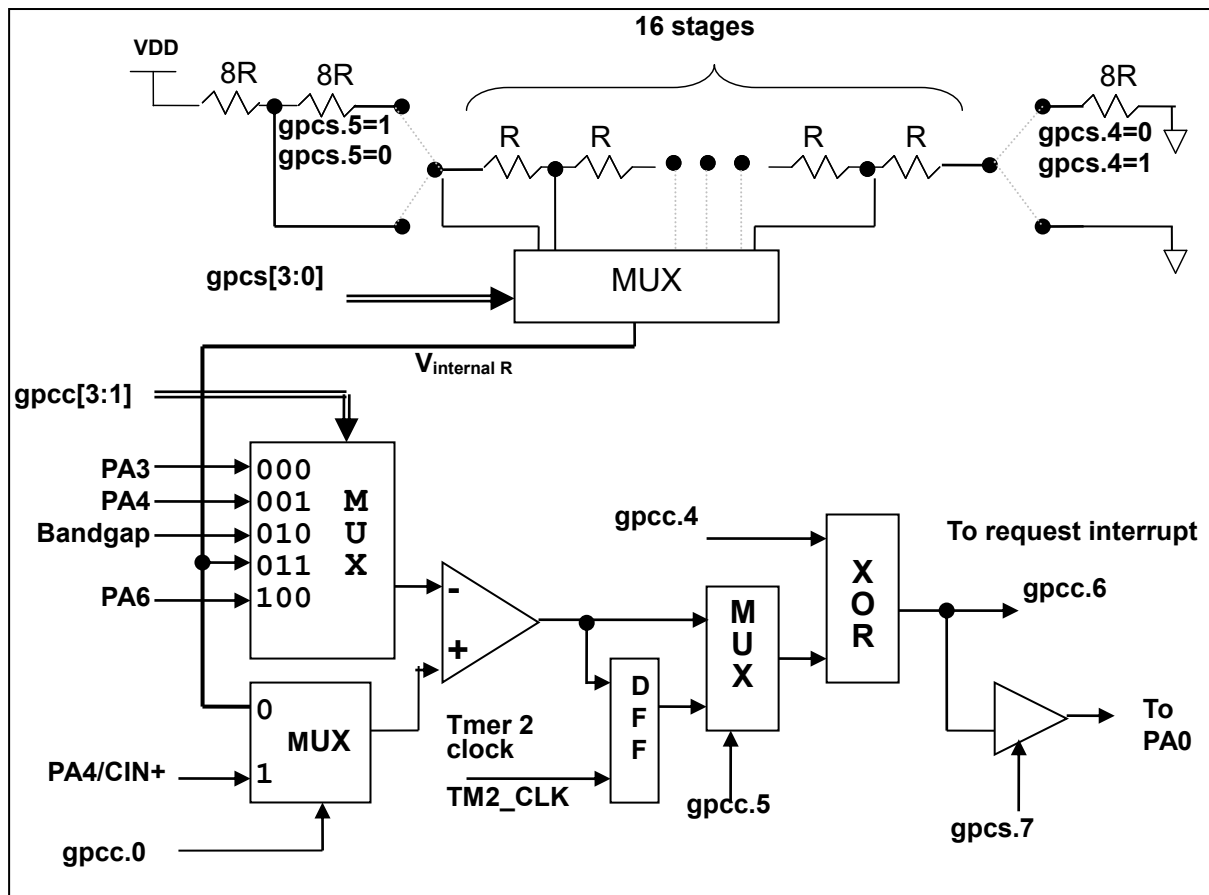 16 stages
VDD
8R
8R
8R
gpcs.5=1
gpcs.5=0
R
R
R
R
gpcs.4=0
gpcs.4=1
gpcs[3:0]
MUX
Vinternal R
gpcc[3:1]
PA3
000
PA4
001
Bandgap
010
011
PA6
100
M
U
X
-
+
gpcc.4
X
O
R
To request interrupt
gpcc.6
M
U
X
D
F
F
0
MUX
1
PA4/CIN+
Tmer 2
clock
TM2_CLK
gpcc.5
To
PA0
gpcs.7
gpcc.0